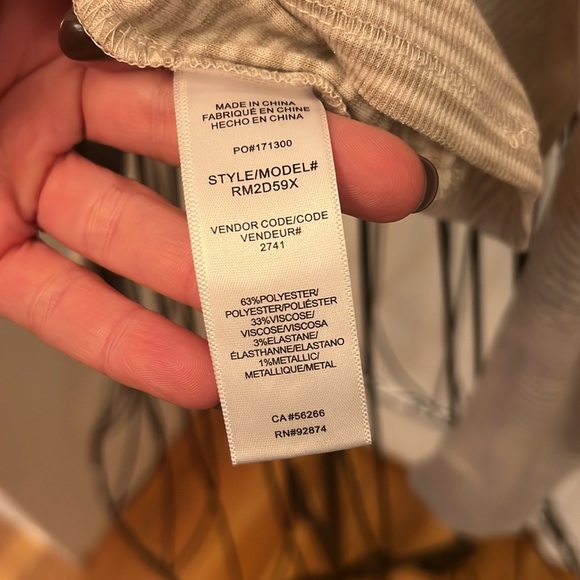 MADE IN CHINA
FABRIQUÉ EN CHINE
HECHO EN CHINA
PO#171300
STYLE/MODEL#
RM2D59X
VENDOR CODE/CODE
VENDEUR#
2741
63%POLYESTER/
POLYESTER/POLIÉSTER
33%VISCOSE/
VISCOSE/VISCOSA
3%ELASTANE/
ÉLASTHANNE/ELASTANO
1%METALLIC/
METALLIQUE/METAL
CA#56266
RN#92874